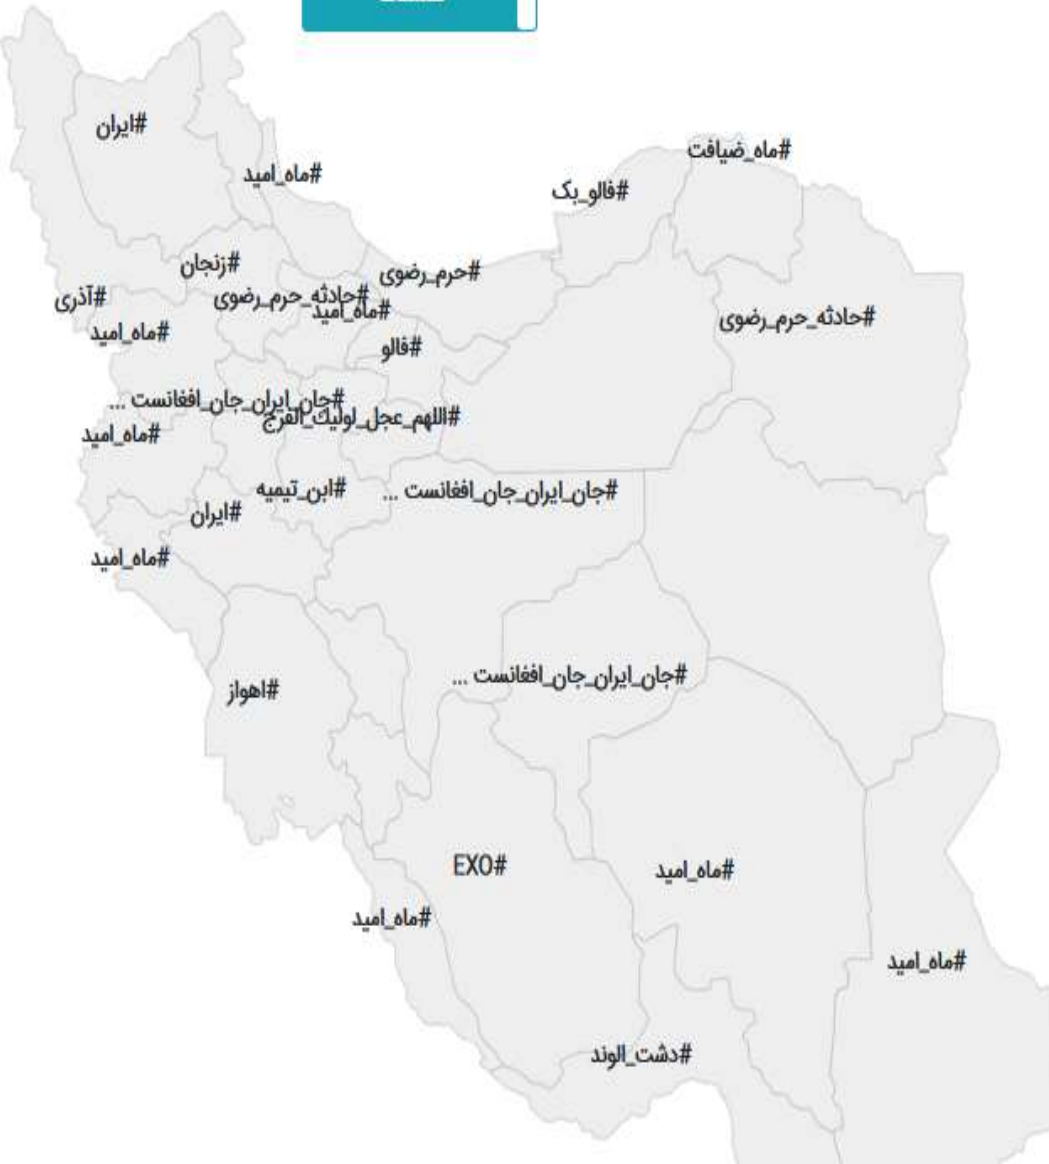 #ایران
#ماه_ضیافت
#ماه_امید
#فالو_بک
#زنجان
#حرم_رضوی
#آذری
#حادثه_حرم_رضوی
#ماه_امید
#حادثه_حرم_رضوی
#ماه_امید
#فالو
#جان_ایران_جان_افغانست ...
#اللهم_عجل_لولیك_الفرج
#ماه_امید
#ابن_تیمیه
#جان_ایران_جان_افغانست ...
#ایران
#ماه_امید
#جان_ایران_جان_افغانست ...
#اهواز
#EXO
#ماه_امید
#ماه_امید
#ماه_امید
#دشت_الوند